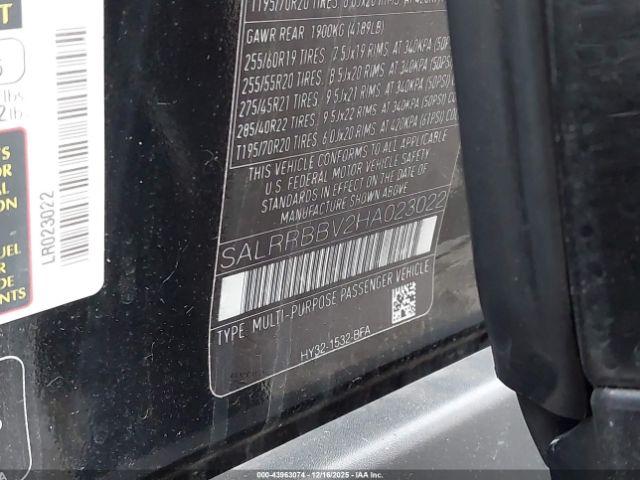 GAWR REAR 1900KG (4189LB)
255/60R19 TIRES 7.5JX19 RIMS AT 340KPA
255/55R20 TIRES 8.5JX20 RIMS AT 340KPA (50PSI)
275/45R21 TIRES 9.5JX21 RIMS AT 340KPA (50PSI)
285/40R22 TIRES 9.5JX22 RIMS AT 340KPA (50PSI)
T195/70R20 TIRES 6.0JX20 RIMS AT 420KPA (61PSI)
THIS VEHICLE CONFORMS TO ALL APPLICABLE
U.S. FEDERAL MOTOR VEHICLE SAFETY
STANDARDS IN EFFECT ON THE DATE OF
MANUFACTURE SHOWN ABOVE
SALRRBBV2HA023022
TYPE MULTI-PURPOSE PASSENGER VEHICLE
HY32-1532-BFA
LR023022
000-43963074 | 12/16/2025 | IAA HOLDINGS, LLC